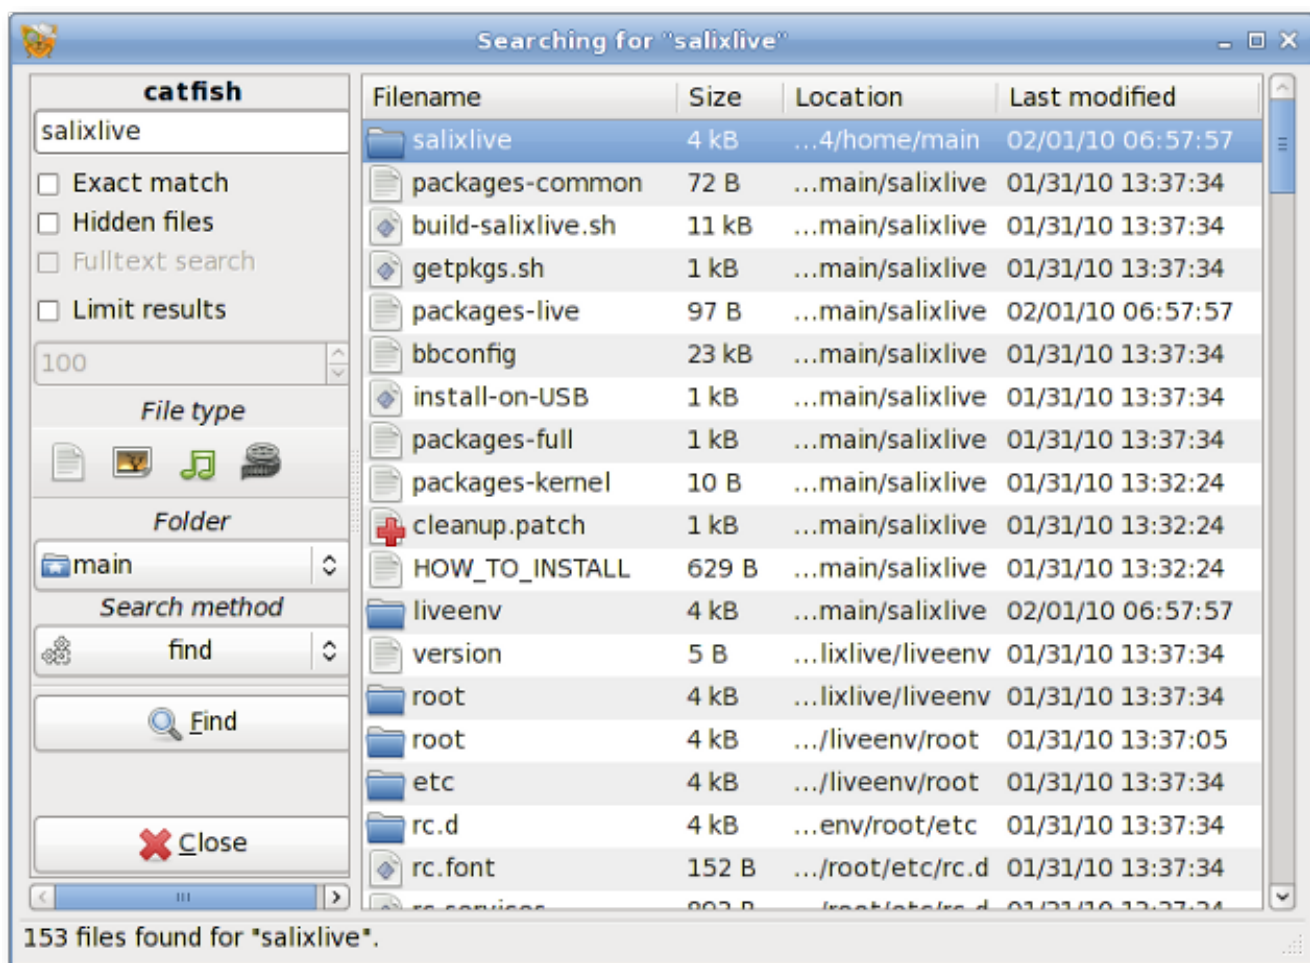 Searching for "salixlive"
catfish
salixlive
Exact match
Hidden files
Fulltext search
Limit results
100
File type
Folder
main
Search method
find
Find
Close
Filename Size Location Last modified
salixlive 4 kB ...4/home/main 02/01/10 06:57:57
packages-common 72 B ...main/salixlive 01/31/10 13:37:34
build-salixlive.sh 11 kB ...main/salixlive 01/31/10 13:37:34
getpkgs.sh 1 kB ...main/salixlive 01/31/10 13:37:34
packages-live 97 B ...main/salixlive 02/01/10 06:57:57
bbconfig 23 kB ...main/salixlive 01/31/10 13:37:34
install-on-USB 1 kB ...main/salixlive 01/31/10 13:37:34
packages-full 1 kB ...main/salixlive 01/31/10 13:37:34
packages-kernel 10 B ...main/salixlive 01/31/10 13:32:24
cleanup.patch 1 kB ...main/salixlive 01/31/10 13:32:24
HOW_TO_INSTALL 629 B ...main/salixlive 01/31/10 13:32:24
liveenv 4 kB ...main/salixlive 02/01/10 06:57:57
version 5 B ...lixlive/liveenv 01/31/10 13:37:34
root 4 kB ...lixlive/liveenv 01/31/10 13:37:34
root 4 kB .../liveenv/root 01/31/10 13:37:05
etc 4 kB .../liveenv/root 01/31/10 13:37:34
rc.d 4 kB ...env/root/etc 01/31/10 13:37:34
rc.font 152 B .../root/etc/rc.d 01/31/10 13:37:34
153 files found for "salixlive".